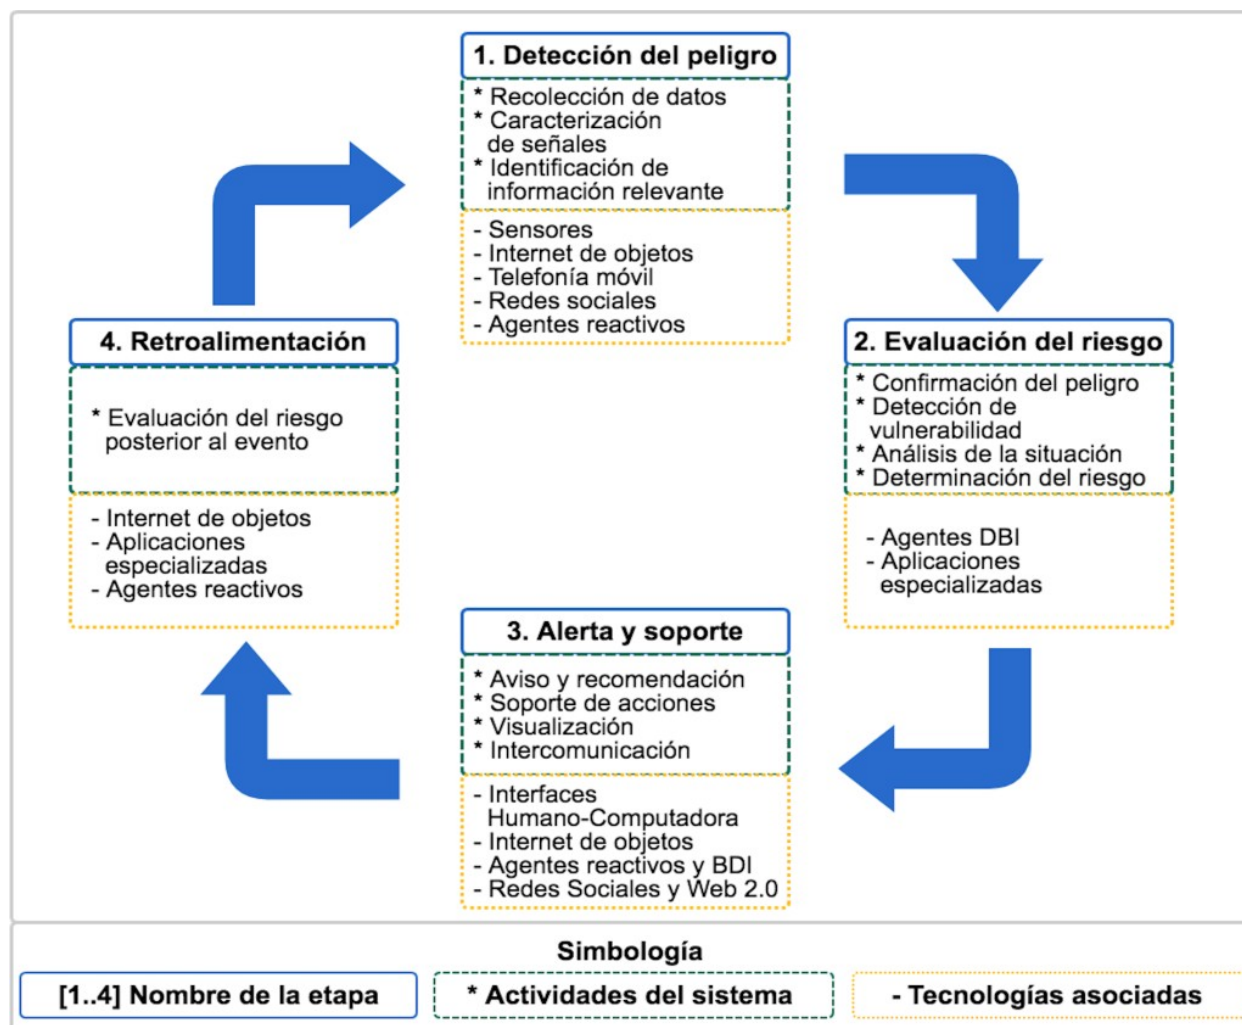 1. Detección del peligro
* Recolección de datos
* Caracterización
de señales
* Identificación de
información relevante
- Sensores
- Internet de objetos
- Telefonía móvil
- Redes sociales
- Agentes reactivos
2. Evaluación del riesgo
* Confirmación del peligro
* Detección de
vulnerabilidad
* Análisis de la situación
* Determinación del riesgo
- Agentes DBI
- Aplicaciones
especializadas
3. Alerta y soporte
* Aviso y recomendación
* Soporte de acciones
* Visualización
* Intercomunicación
- Interfaces
Humano-Computadora
- Internet de objetos
- Agentes reactivos y BDI
- Redes Sociales y Web 2.0
4. Retroalimentación
* Evaluación del riesgo
posterior al evento
- Internet de objetos
- Aplicaciones
especializadas
- Agentes reactivos
Simbología
[1..4] Nombre de la etapa
* Actividades del sistema
- Tecnologías asociadas